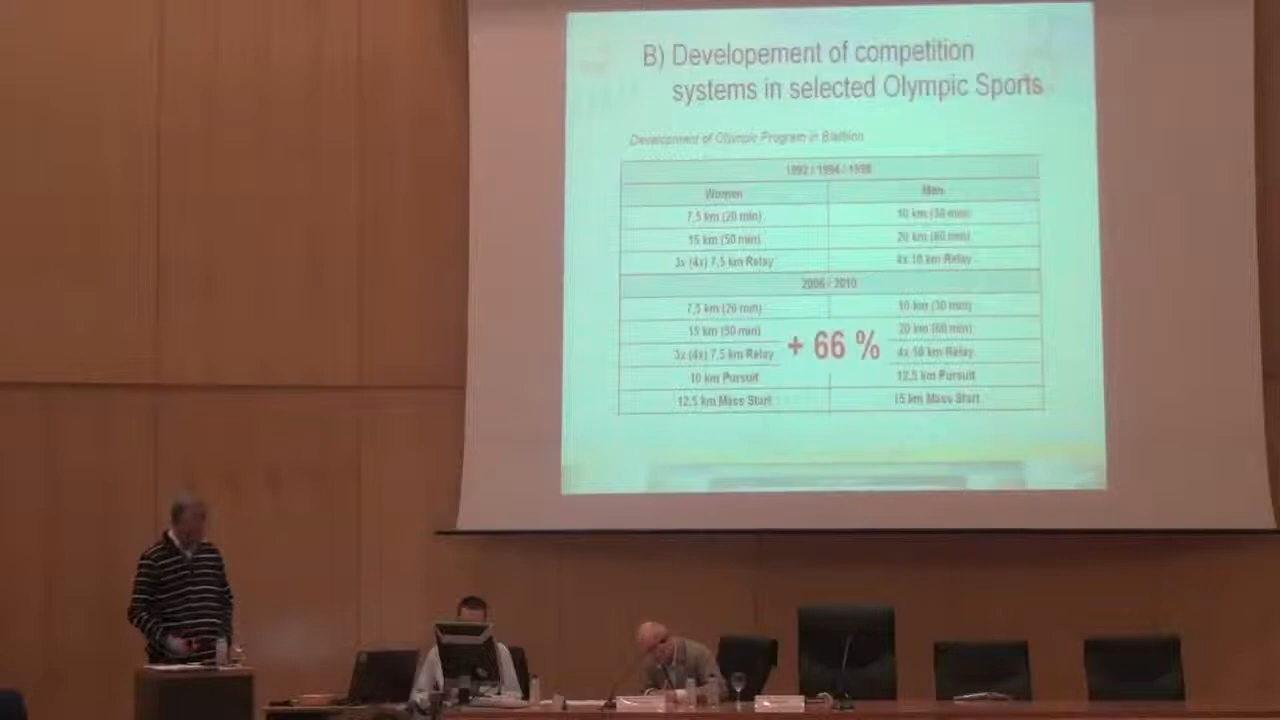 B) Developement of competition
systems in selected Olympic Sports
Development of Olympic Program in Biathlon
1992 / 1994 / 1998
Women Men
7,5 km (20 min) 10 km (30 min)
15 km (50 min) 20 km (60 min)
3x (4x) 7,5 km Relay 4x 10 km Relay
2006 / 2010
7,5 km (20 min) 10 km (30 min)
15 km (50 min) 20 km (60 min)
+ 66 %
3x (4x) 7,5 km Relay 4x 10 km Relay
10 km Pursuit 12,5 km Pursuit
12,5 km Mass Start 15 km Mass Start